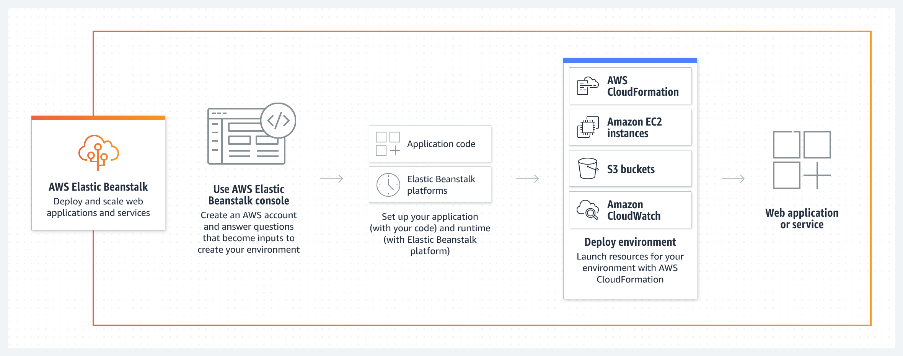 AWS Elastic Beanstalk
Deploy and scale web
applications and services
</>
Use AWS Elastic
Beanstalk console
Create an AWS account
and answer questions
that become inputs to
create your environment
Application code
Elastic Beanstalk
platforms
Set up your application
(with your code) and runtime
(with Elastic Beanstalk
platform)
AWS
CloudFormation
Amazon EC2
instances
S3 buckets
Amazon
CloudWatch
Deploy environment
Launch resources for your
environment with AWS
CloudFormation
Web application
or service